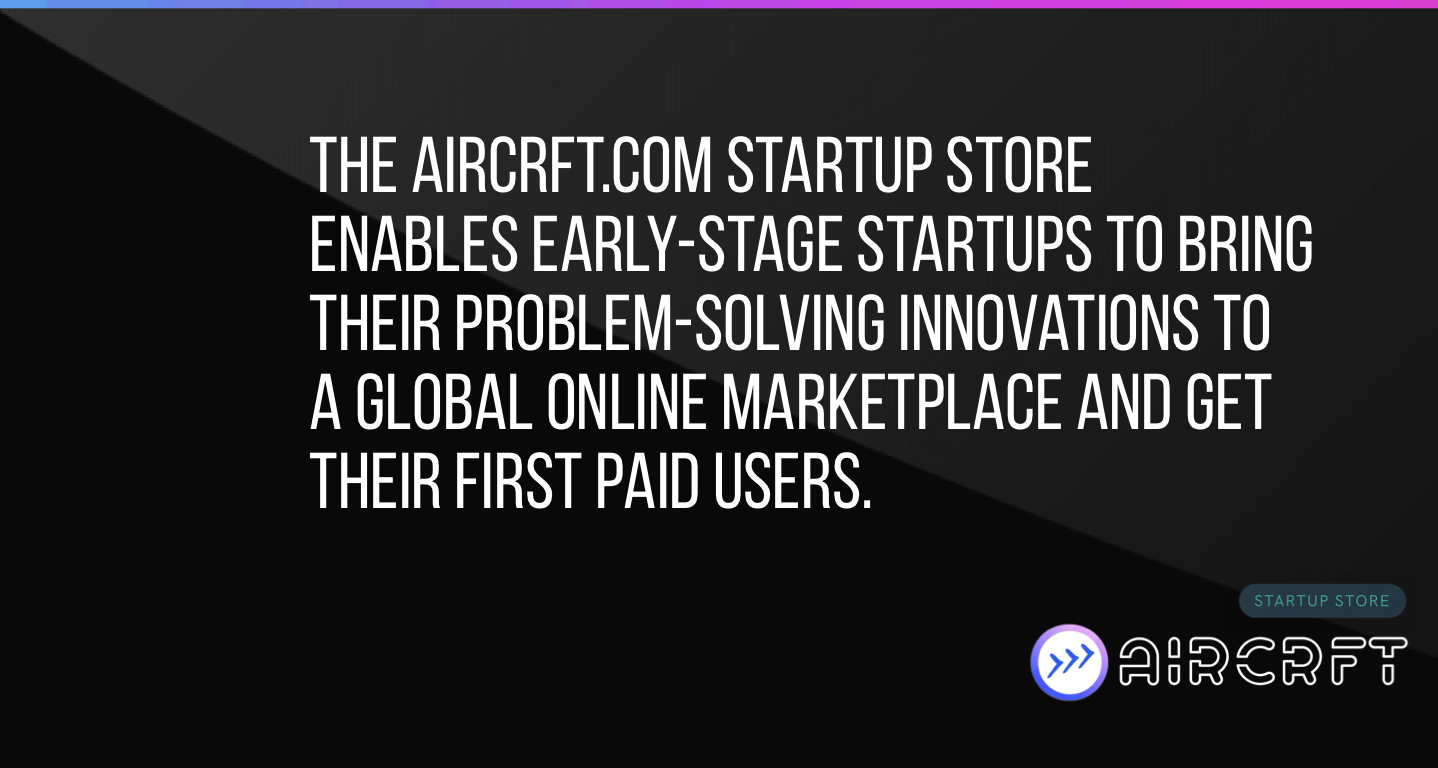 THE AIRCRFT.COM STARTUP STORE
ENABLES EARLY-STAGE STARTUPS TO BRING
THEIR PROBLEM-SOLVING INNOVATIONS TO
A GLOBAL ONLINE MARKETPLACE AND GET
THEIR FIRST PAID USERS.
STARTUP STORE
AIRCRFT